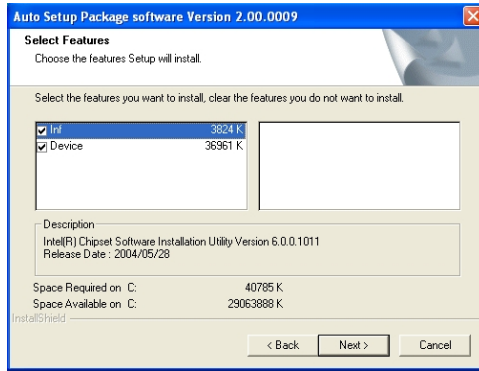 Auto Setup Package software Version 2.00.0009
Select Features
Choose the features Setup will install.
Select the features you want to install, clear the features you do not want to install.
Inf 3824 K
Device 36961 K
Description
Intel(R) Chipset Software Installation Utility Version 6.0.0.1011
Release Date : 2004/05/28
Space Required on C: 40785 K
Space Available on C: 29063888 K
InstallShield
< Back Next > Cancel